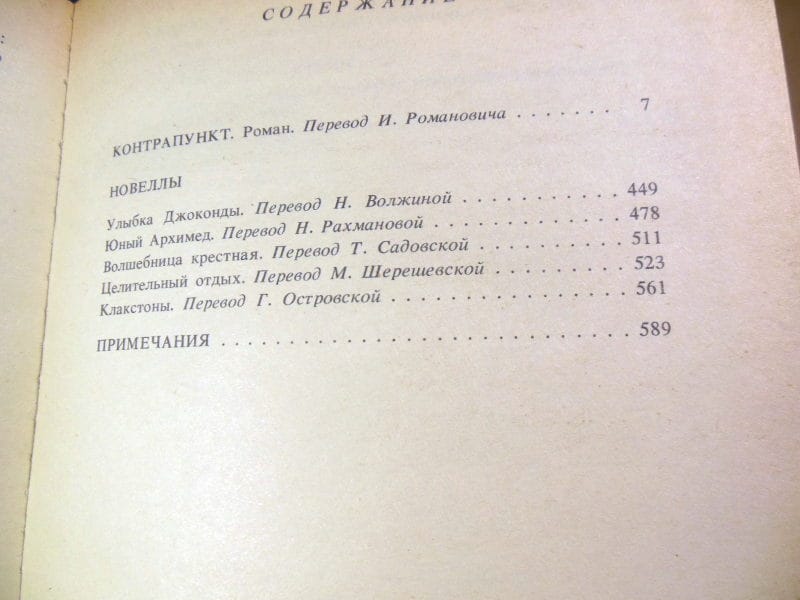 СОДЕРЖАНИЕ
КОНТРАПУНКТ. Роман. Перевод И. Романовича . . . . . . . 7
НОВЕЛЛЫ
Улыбка Джоконды. Перевод Н. Волжиной . . . . . . . . . . . . 449
Юный Архимед. Перевод Н. Рахмановой . . . . . . . . . . . . . 478
Волшебница крестная. Перевод Т. Садовской . . . . . . . . . . 511
Целительный отдых. Перевод М. Шерешевской . . . . . . . . . 523
Клакстоны. Перевод Г. Островской . . . . . . . . . . . . . . . . 561
ПРИМЕЧАНИЯ . . . . . . . . . . . . . . . . . . . . . . . . . . . . 589